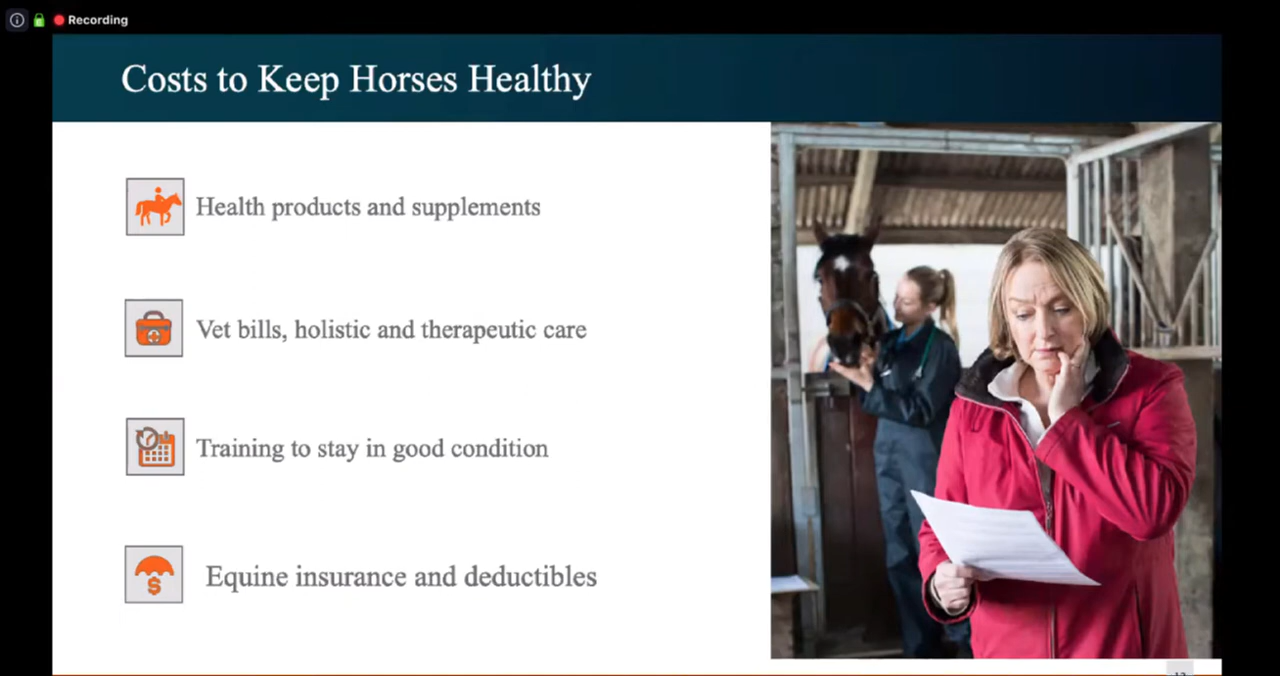 Recording
Costs to Keep Horses Healthy
Health products and supplements
Vet bills, holistic and therapeutic care
Training to stay in good condition
Equine insurance and deductibles